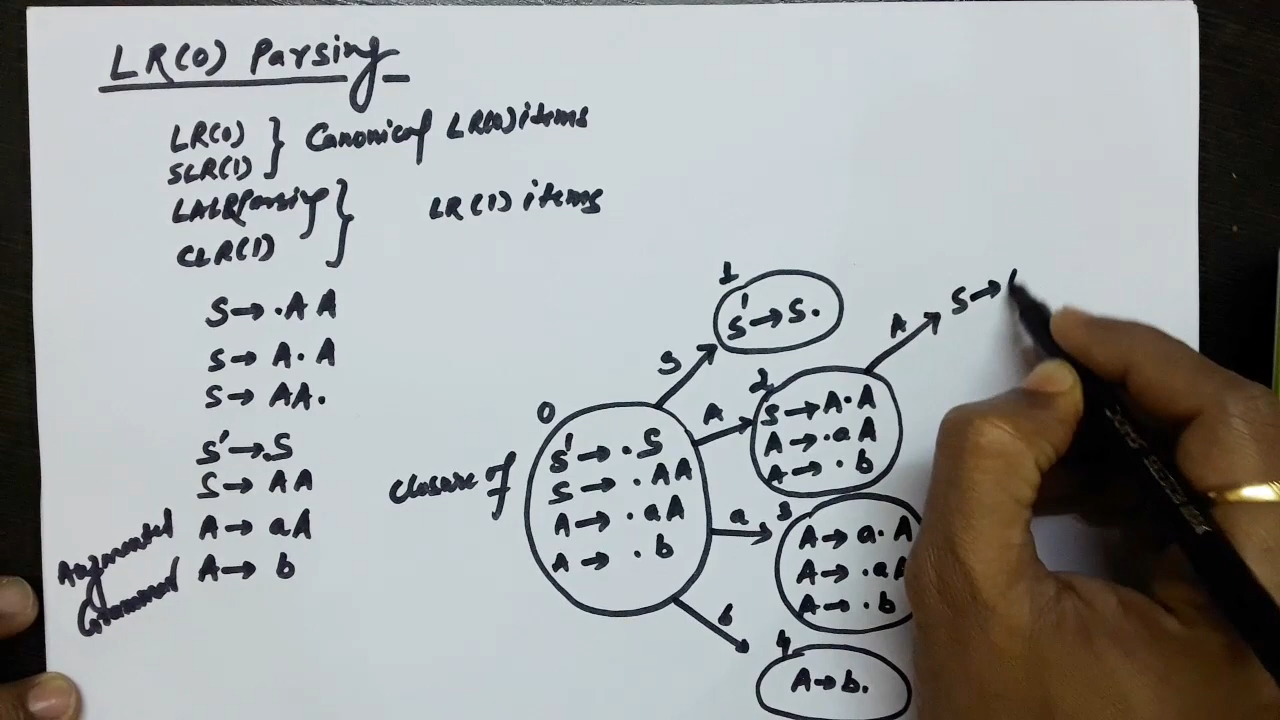 LR(0) Parsing
LR(0) } Canonical LR(0) items
SLR(1)
LALR Parsing } LR(1) items
CLR(1)
S → .AA
S → A.A
S → AA.
S' → .S
S → AA
A → aA
A → b
Augmented
Grammar
closure of
0
S' → .S
S → .AA
A → .aA
A → .b
S
1
S' → S.
A
2
S → A.A
A → .aA
A → .b
a
3
A → a.A
A → .aA
A → .b
b
4
A → b.
A
S →